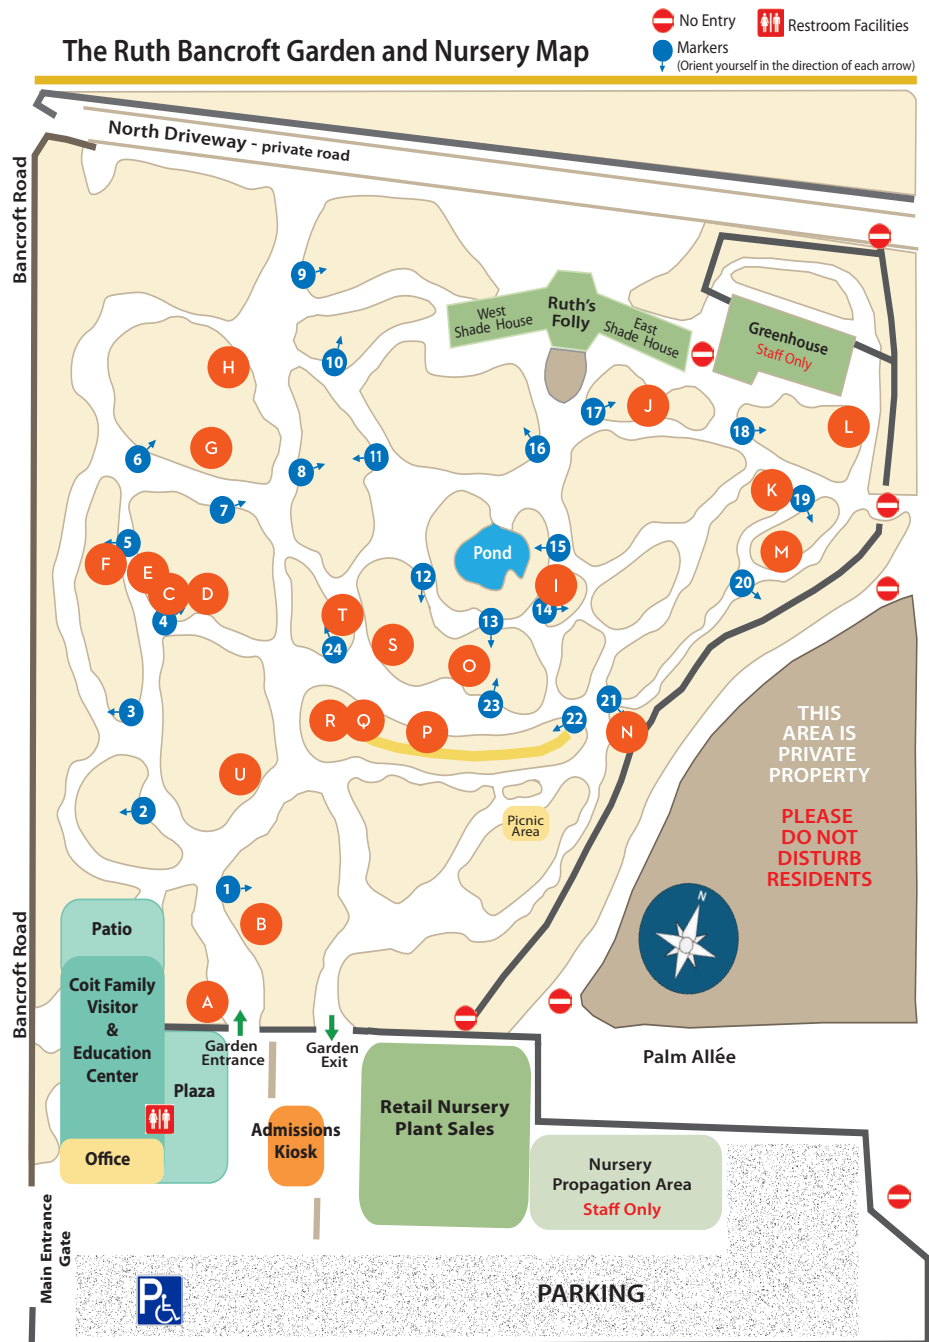 No Entry
Restroom Facilities
Markers
(Orient yourself in the direction of each arrow)
The Ruth Bancroft Garden and Nursery Map
North Driveway - private road
Bancroft Road
9
West
Shade House
Ruth's
Folly
East
Shade House
Greenhouse
Staff Only
10
H
J
17
L
18
G
6
11
8
16
K
19
7
5
F
E
C
D
4
Pond
15
M
12
I
14
20
13
T
24
S
O
23
3
R
Q
P
22
21
N
THIS
AREA IS
PRIVATE
PROPERTY
PLEASE
DO NOT
DISTURB
RESIDENTS
U
2
Picnic
Area
1
B
N
Bancroft Road
Patio
Coit Family
Visitor
&
Education
Center
A
Garden
Entrance
Garden
Exit
Palm Allée
Plaza
Admissions
Kiosk
Retail Nursery
Plant Sales
Office
Nursery
Propagation Area
Staff Only
Main Entrance
Gate
P
PARKING